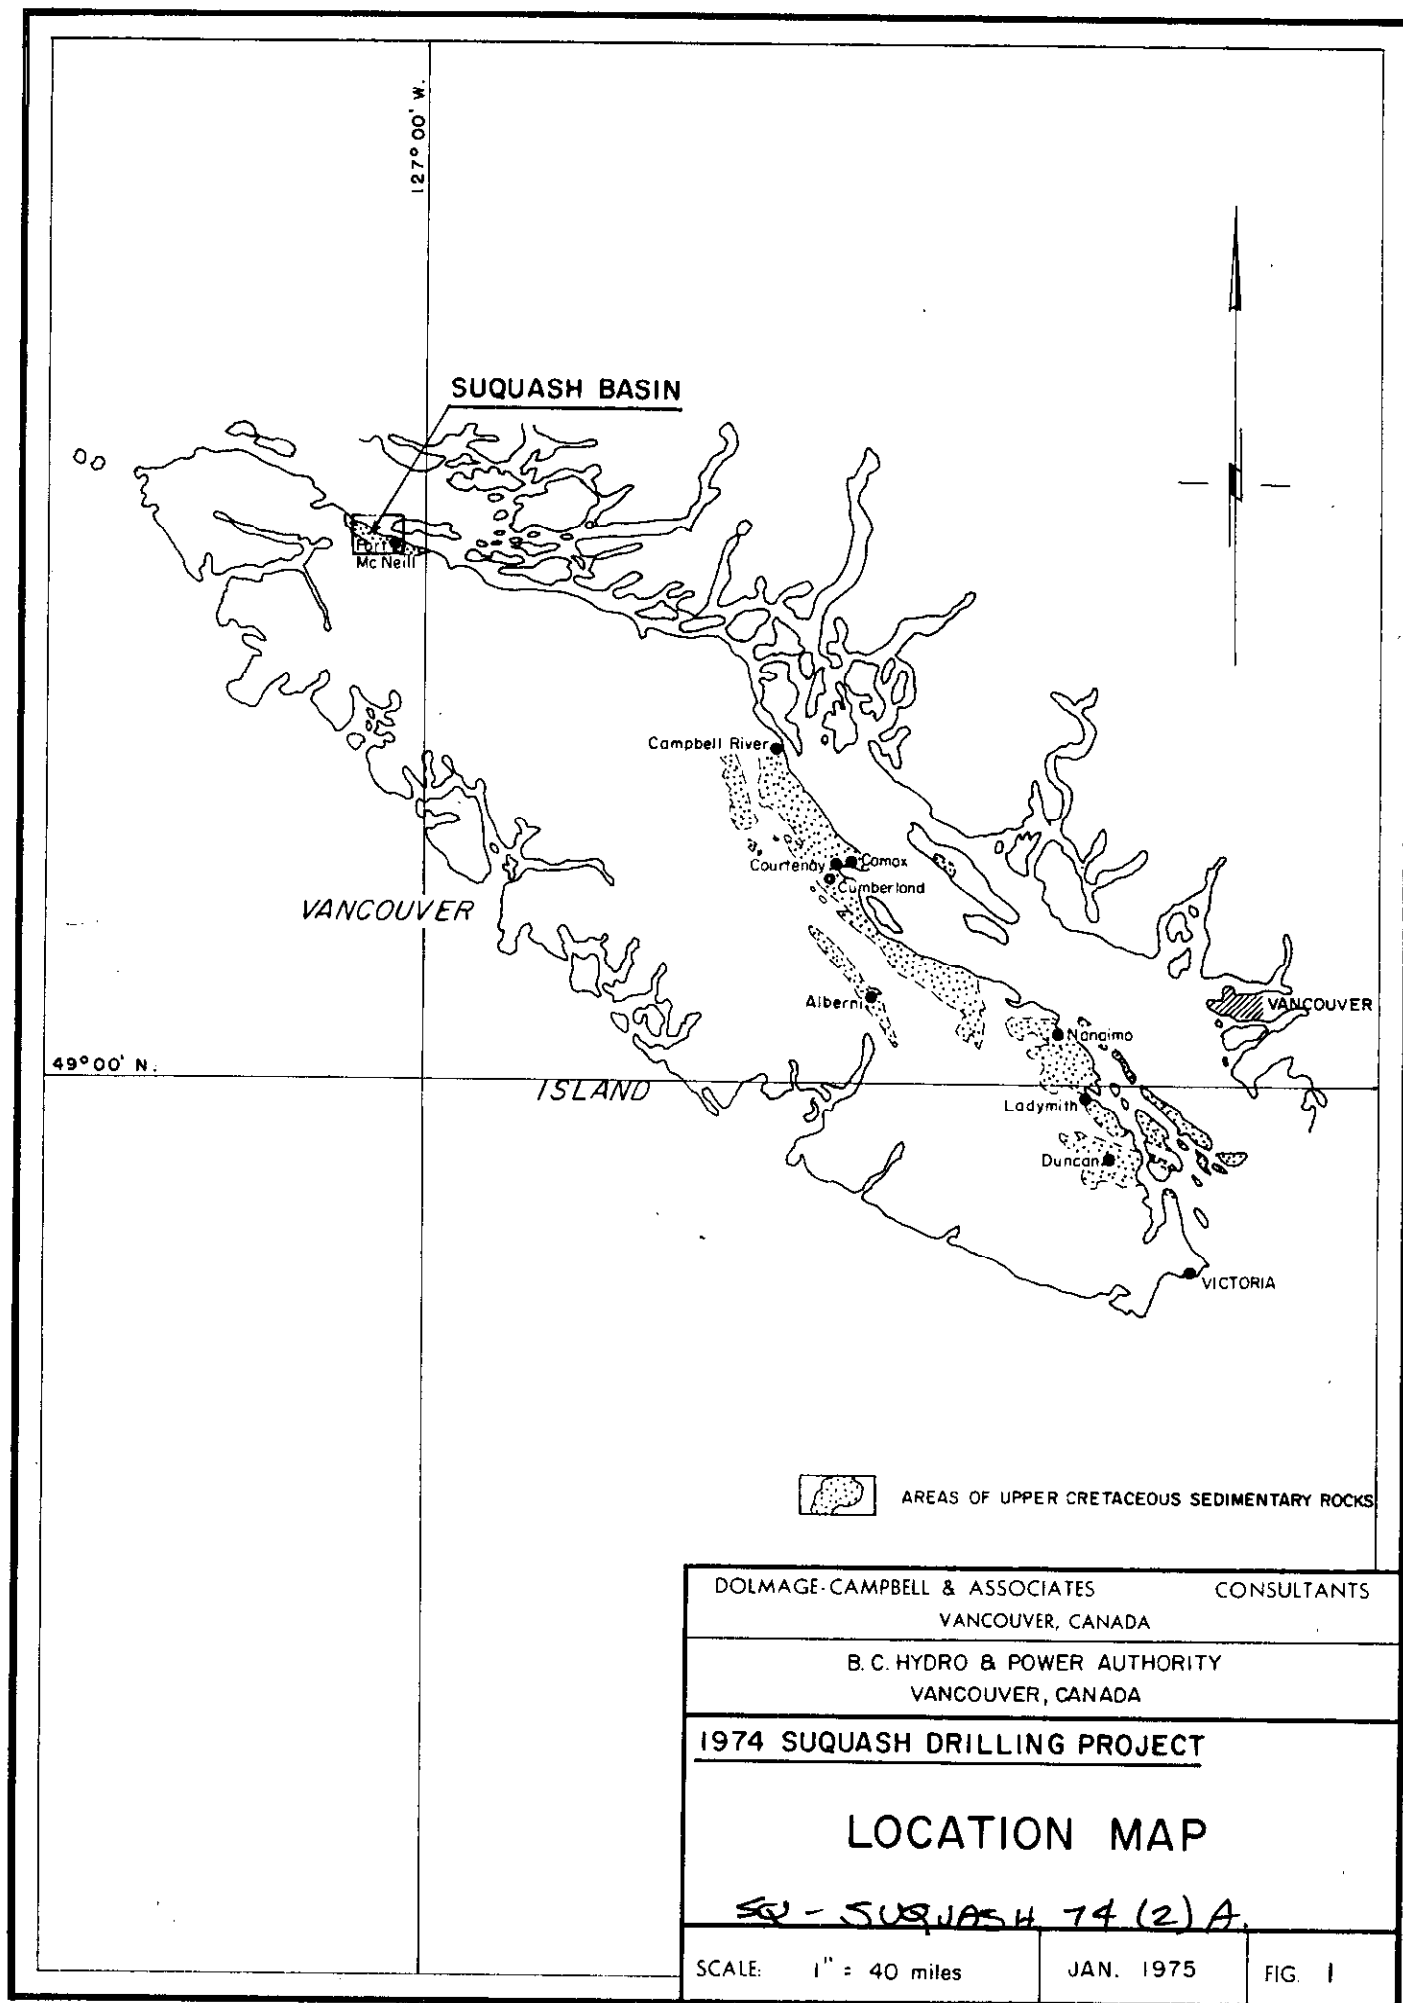 127° 00' W.
SUQUASH BASIN
Fort
Mc Neill
Campbell River
Courtenay
Comox
Cumberland
VANCOUVER
Alberni
VANCOUVER
Nanaimo
49°00' N.
ISLAND
Ladymith
Duncan
VICTORIA
AREAS OF UPPER CRETACEOUS SEDIMENTARY ROCKS
DOLMAGE-CAMPBELL & ASSOCIATES CONSULTANTS
VANCOUVER, CANADA
B.C. HYDRO & POWER AUTHORITY
VANCOUVER, CANADA
1974 SUQUASH DRILLING PROJECT
LOCATION MAP
SQ - SUQUASH 74 (2) A.
SCALE: 1" = 40 miles
JAN. 1975
FIG. 1